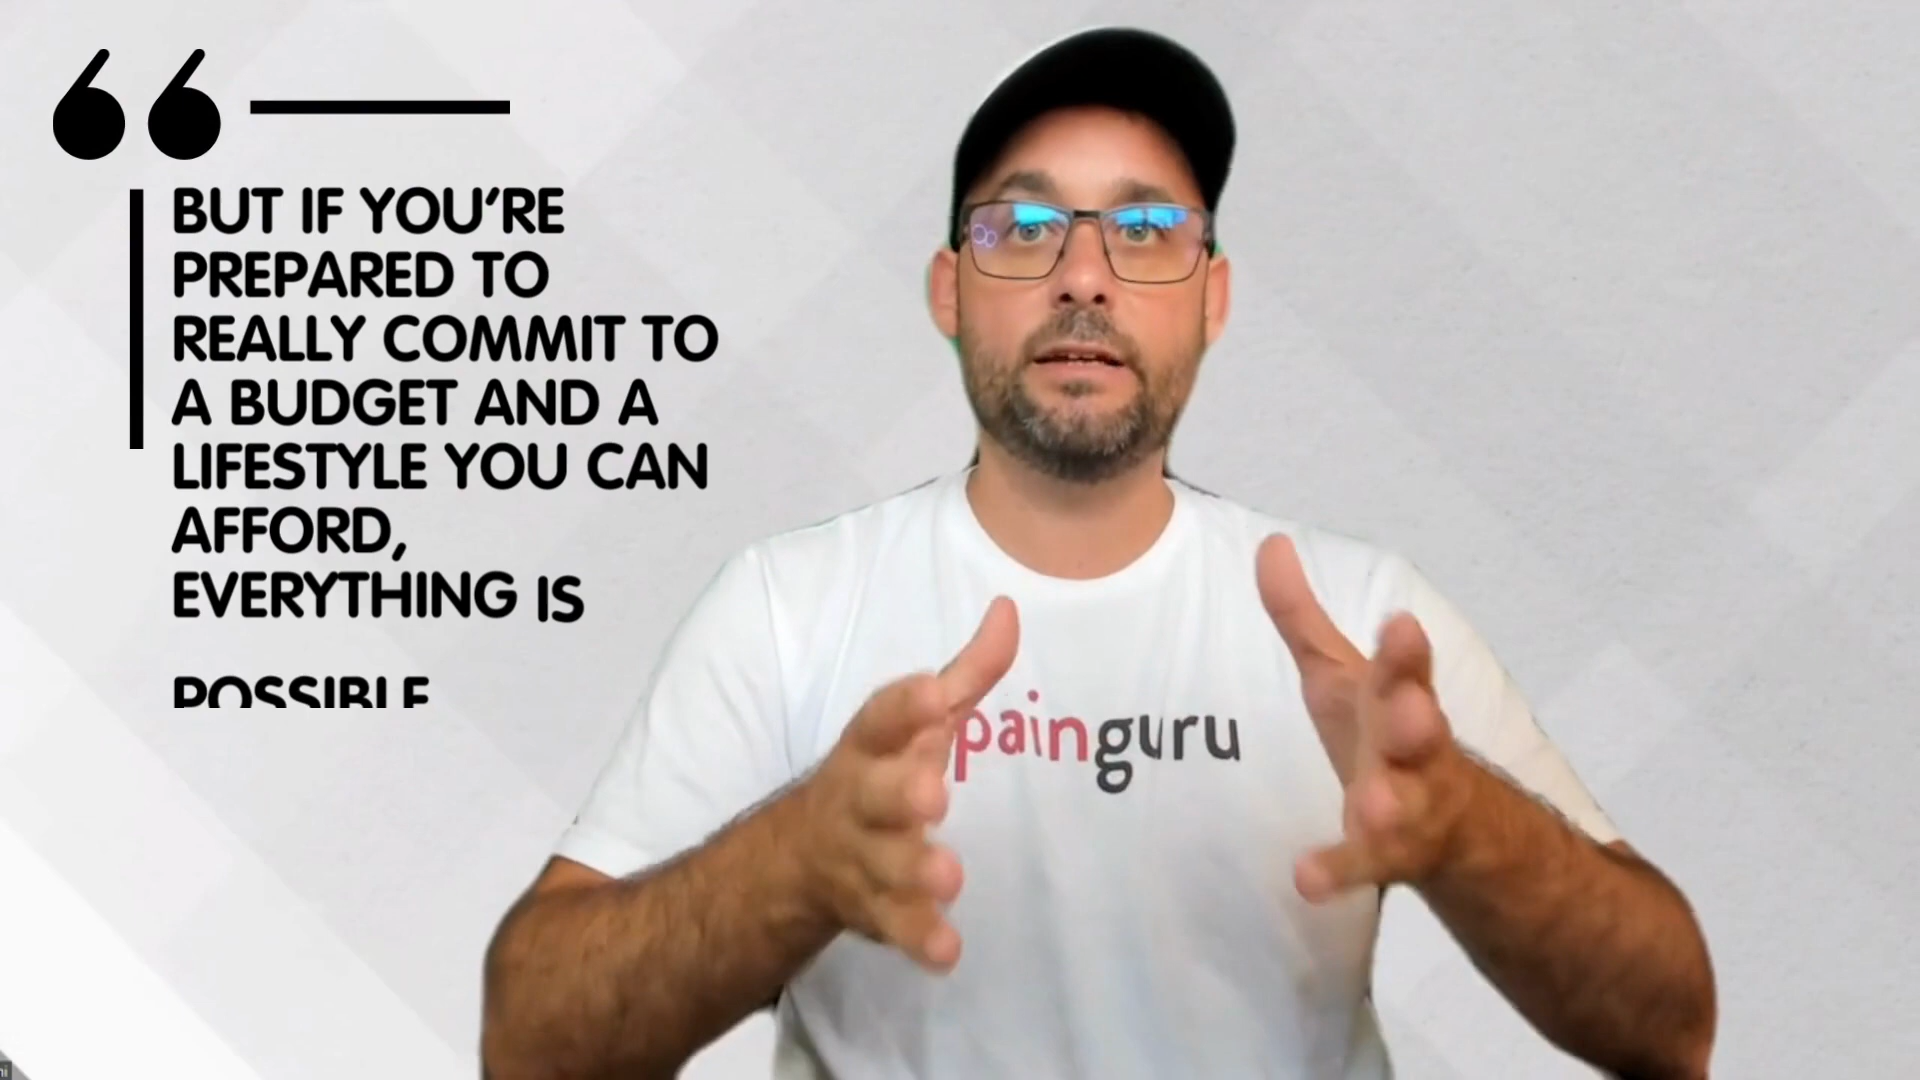 BUT IF YOU'RE
PREPARED TO
REALLY COMMIT TO
A BUDGET AND A
LIFESTYLE YOU CAN
AFFORD,
EVERYTHING IS
POSSIBLE
painguru